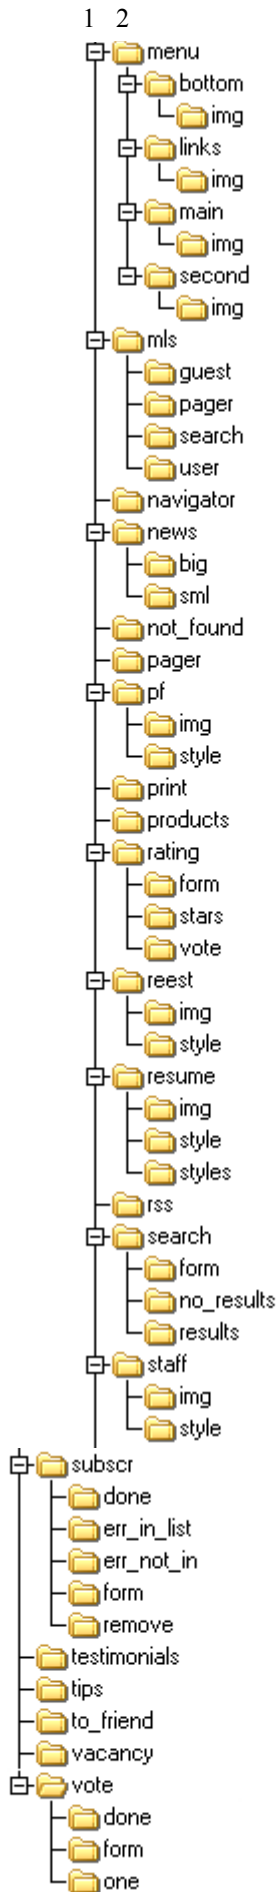 1 2
menu
bottom
img
links
img
main
img
second
img
mls
guest
pager
search
user
navigator
news
big
sml
not_found
pager
pf
img
style
print
products
rating
form
stars
vote
reest
img
style
resume
img
style
styles
rss
search
form
no_results
results
staff
img
style
subscr
done
err_in_list
err_not_in
form
remove
testimonials
tips
to_friend
vacancy
vote
done
form
one